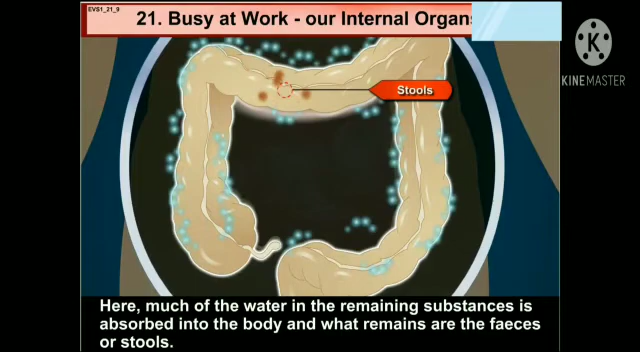 EVS1_21_9
21. Busy at Work - our Internal Organs
K
KINEMASTER
Stools
Here, much of the water in the remaining substances is
absorbed into the body and what remains are the faeces
or stools.